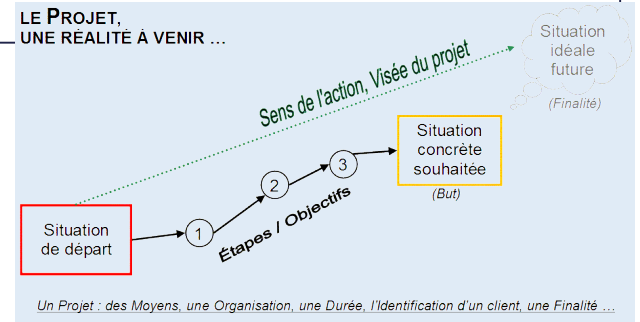 LE PROJET,
UNE RÉALITÉ À VENIR ...
Situation
idéale
future
(Finalité)
Sens de l'action, Visée du projet
Situation
concrète
souhaitée
(But)
3
2
1
Étapes / Objectifs
Situation
de départ
Un Projet : des Moyens, une Organisation, une Durée, l'Identification d'un client, une Finalité ...